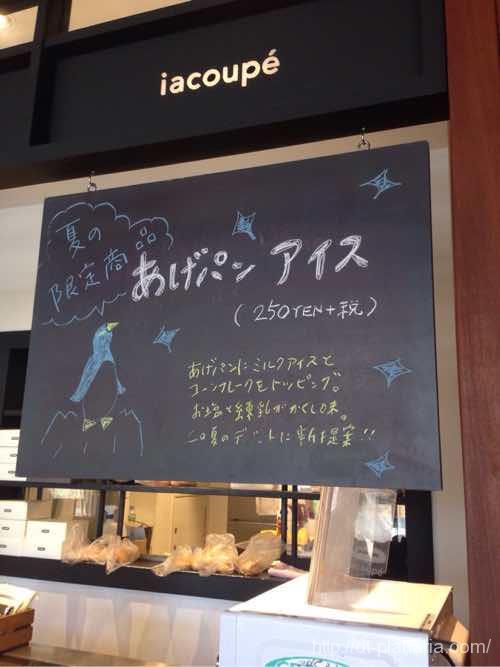 iacoupé
夏の
限定商品
あげパン アイス
(250YEN+税)
あげパンにミルクアイスと
コーンフレークをトッピング。
お塩と練乳がかくし味。
この夏のデザートに新提案!!
http://dt-planaria.com/